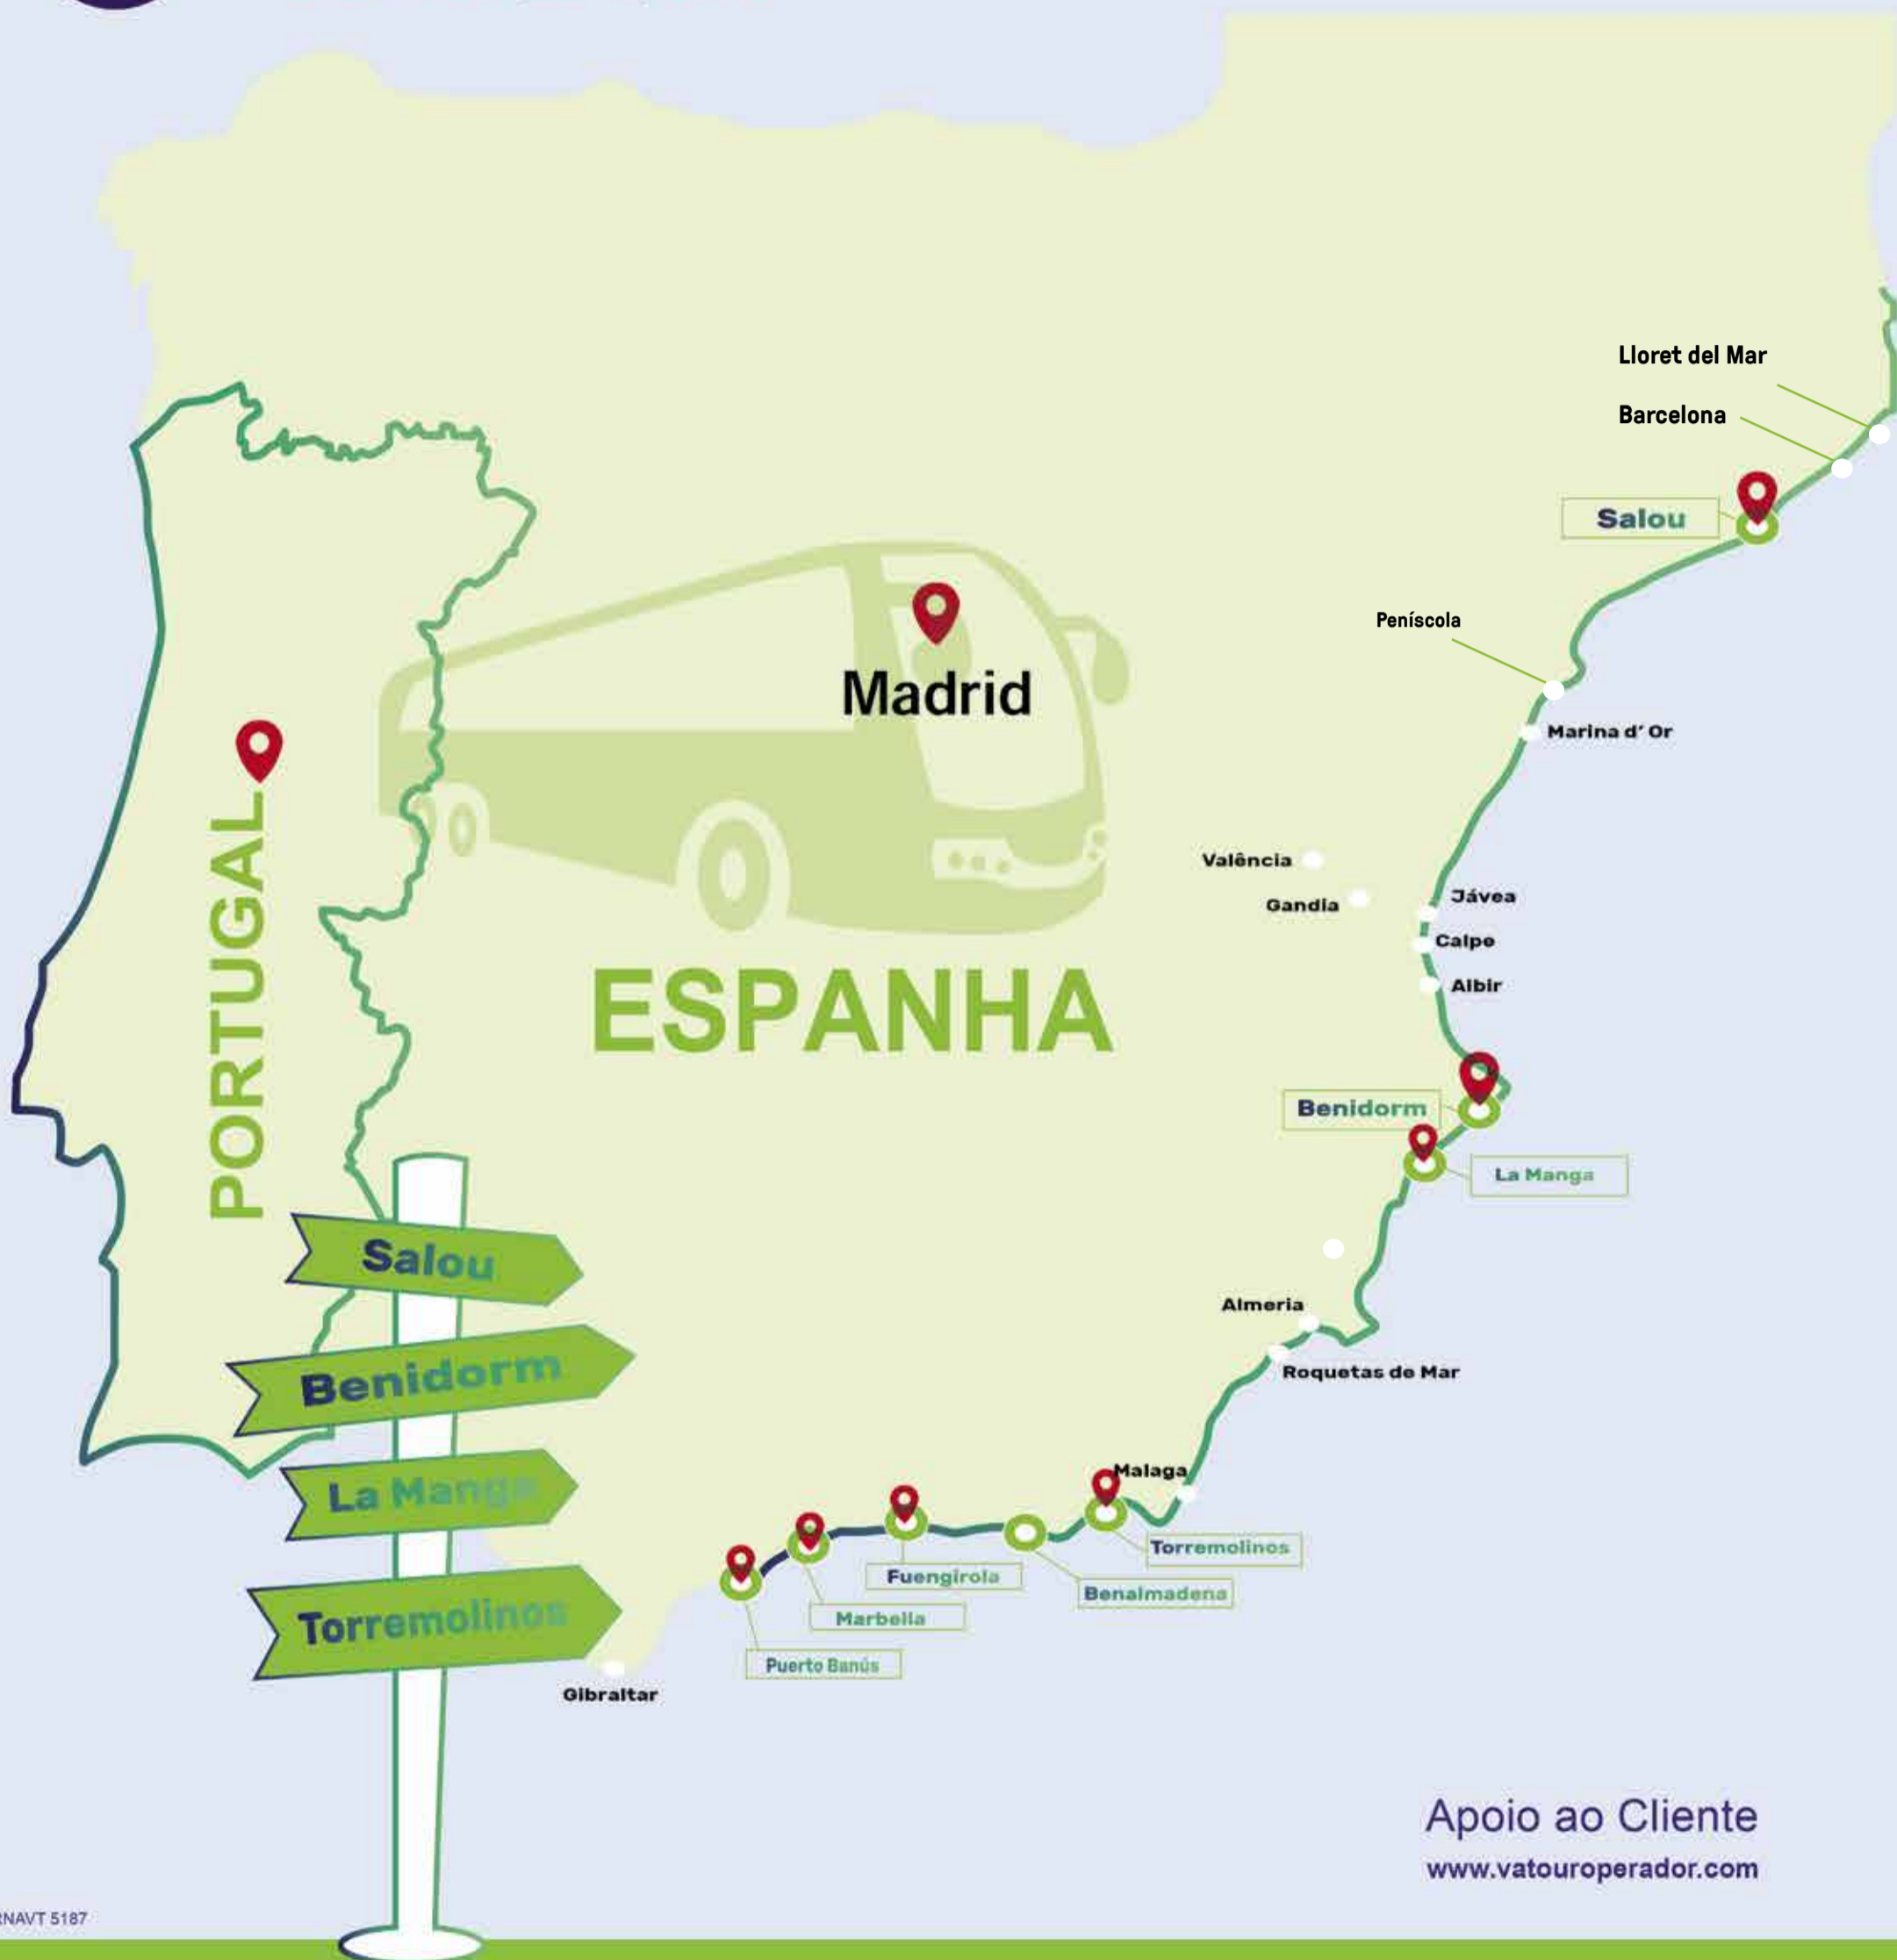 Lloret del Mar
Barcelona
Salou
Peníscola
Madrid
Marina d' Or
PORTUGAL
Valência
Gandia
Jávea
Calpe
Albir
ESPANHA
Benidorm
La Manga
Salou
Almeria
Benidorm
Roquetas de Mar
La Manga
Malaga
Torremolinos
Fuengirola
Benalmadena
Marbella
Torremolinos
Puerto Banús
Gibraltar
Apoio ao Cliente
www.vatouroperador.com
RNAVT 5187